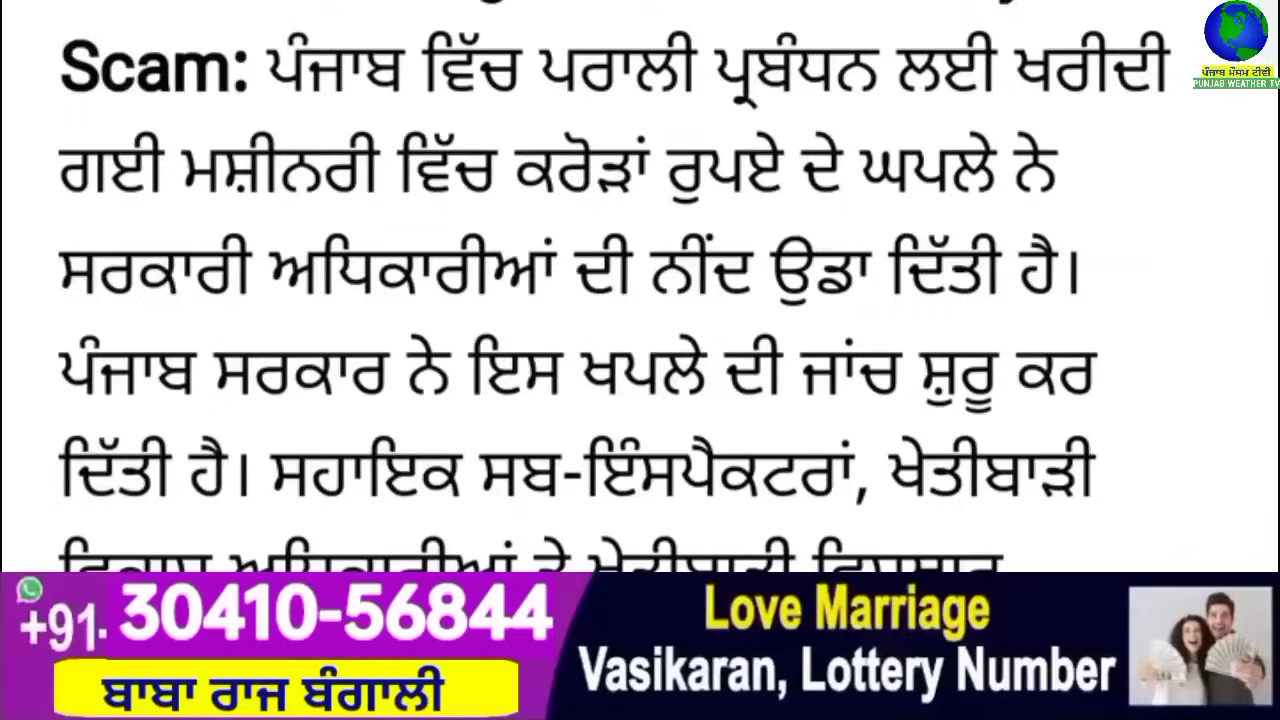 Scam: ਪੰਜਾਬ ਵਿੱਚ ਪਰਾਲੀ ਪ੍ਰਬੰਧਨ ਲਈ ਖਰੀਦੀ
ਗਈ ਮਸ਼ੀਨਰੀ ਵਿੱਚ ਕਰੋੜਾਂ ਰੁਪਏ ਦੇ ਘਪਲੇ ਨੇ
ਸਰਕਾਰੀ ਅਧਿਕਾਰੀਆਂ ਦੀ ਨੀਂਦ ਉਡਾ ਦਿੱਤੀ ਹੈ।
ਪੰਜਾਬ ਸਰਕਾਰ ਨੇ ਇਸ ਖਪਲੇ ਦੀ ਜਾਂਚ ਸ਼ੁਰੂ ਕਰ
ਦਿੱਤੀ ਹੈ। ਸਹਾਇਕ ਸਬ-ਇੰਸਪੈਕਟਰਾਂ, ਖੇਤੀਬਾੜੀ
ਪੰਜਾਬ ਮੌਸਮ ਟੀਵੀ
PUNJAB WEATHER TV
+91- 30410-56844
ਬਾਬਾ ਰਾਜ ਬੰਗਾਲੀ
Love Marriage
Vasikaran, Lottery Number